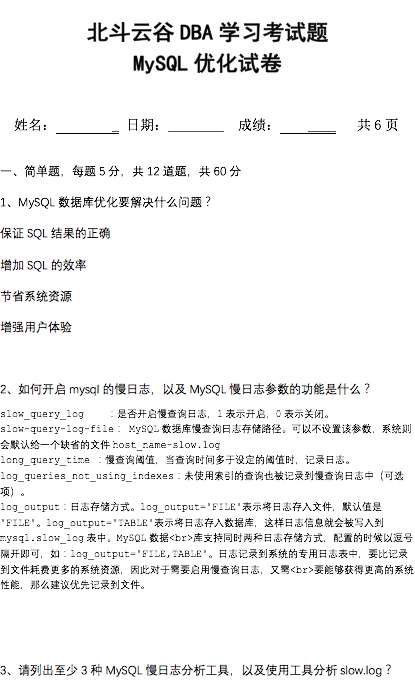 北斗云谷 DBA 学习考试题
MySQL 优化试卷
姓名：_________ 日期：________ 成绩：________ 共 6 页
一、简单题，每题 5 分，共 12 道题，共 60 分
1、MySQL 数据库优化要解决什么问题？
保证 SQL 结果的正确
增加 SQL 的效率
节省系统资源
增强用户体验
2、如何开启 mysql 的慢日志，以及 MySQL 慢日志参数的功能是什么？
slow_query_log ：是否开启慢查询日志，1 表示开启，0 表示关闭。
slow-query-log-file：MySQL 数据库慢查询日志存储路径。可以不设置该参数，系统则
会默认给一个缺省的文件 host_name-slow.log
long_query_time ：慢查询阈值，当查询时间多于设定的阈值时，记录日志。
log_queries_not_using_indexes：未使用索引的查询也被记录到慢查询日志中（可选
项）。
log_output：日志存储方式。log_output='FILE'表示将日志存入文件，默认值是
'FILE'。log_output='TABLE'表示将日志存入数据库，这样日志信息就会被写入到
mysql.slow_log 表中。MySQL 数据<br>库支持同时两种日志存储方式，配置的时候以逗号
隔开即可，如：log_output='FILE,TABLE'。日志记录到系统的专用日志表中，要比记录
到文件耗费更多的系统资源，因此对于需要启用慢查询日志，又需<br>要能够获得更高的系统
性能，那么建议优先记录到文件。
3、请列出至少 3 种 MySQL 慢日志分析工具，以及使用工具分析 slow.log？